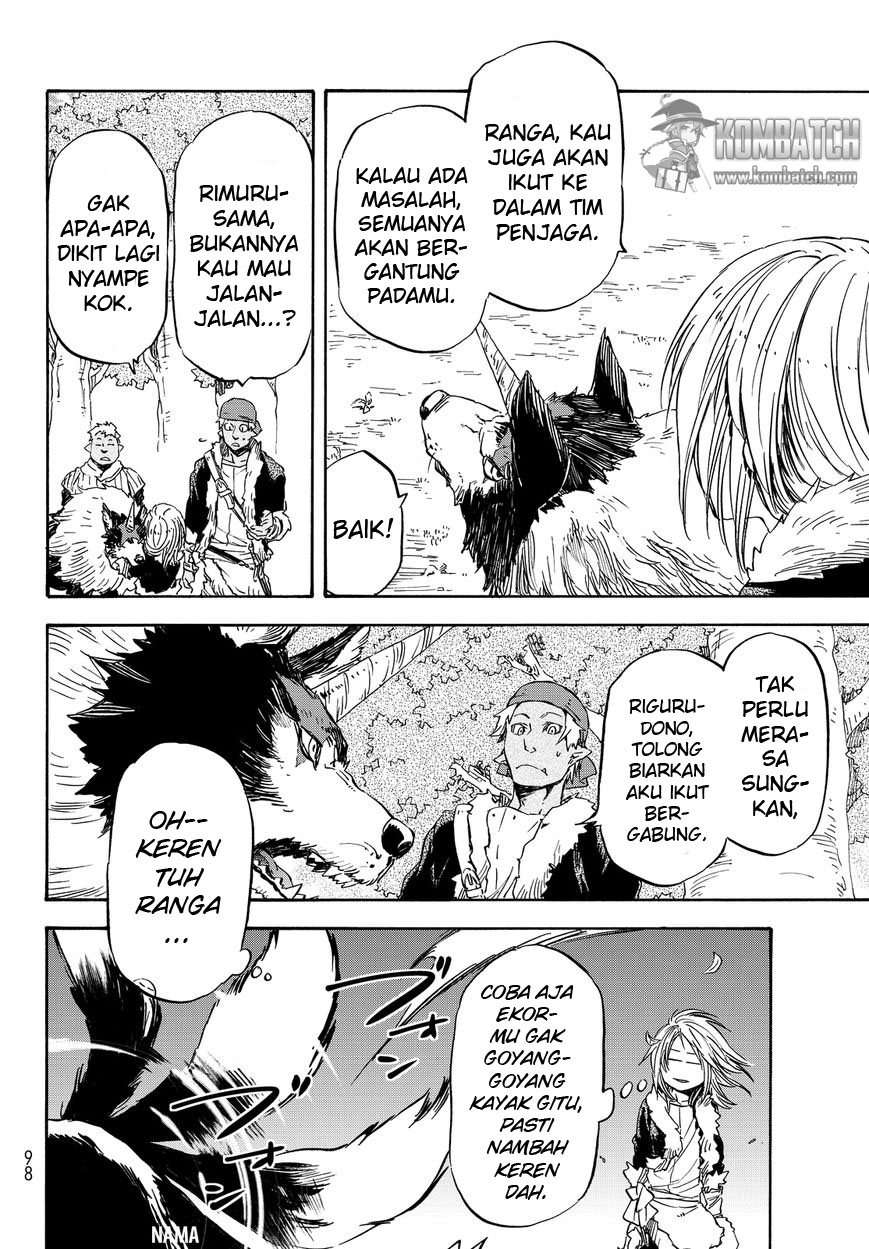 KOMBATCH
www.kombatch.com
RANGA, KAU
JUGA AKAN
IKUT KE
DALAM TIM
PENJAGA.
KALAU ADA
MASALAH,
SEMUANYA
AKAN BER-
GANTUNG
PADAMU.
BAIK!
RIMURU-
SAMA,
BUKANNYA
KAU MAU
JALAN-
JALAN...?
GAK
APA-APA,
DIKIT LAGI
NYAMPE
KOK.
TAK
PERLU
MERA-
SA
SUNG-
KAN,
RIGURU-
DONO,
TOLONG
BIARKAN
AKU IKUT
BER-
GABUNG.
OH--
KEREN
TUH
RANGA
...
COBA AJA
EKOR-
MU GAK
GOYANG-
GOYANG
KAYAK GITU,
PASTI
NAMBAH
KEREN
DAH.
98
NAMA